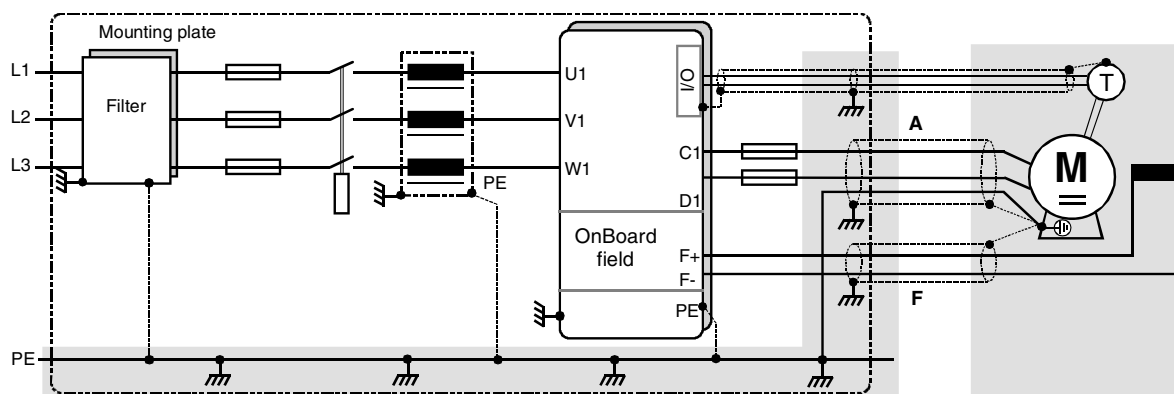 Mounting plate
L1
L2
L3
Filter
PE
U1
V1
W1
I/O
C1
D1
OnBoard
field
F+
F-
PE
A
F
T
M
PE